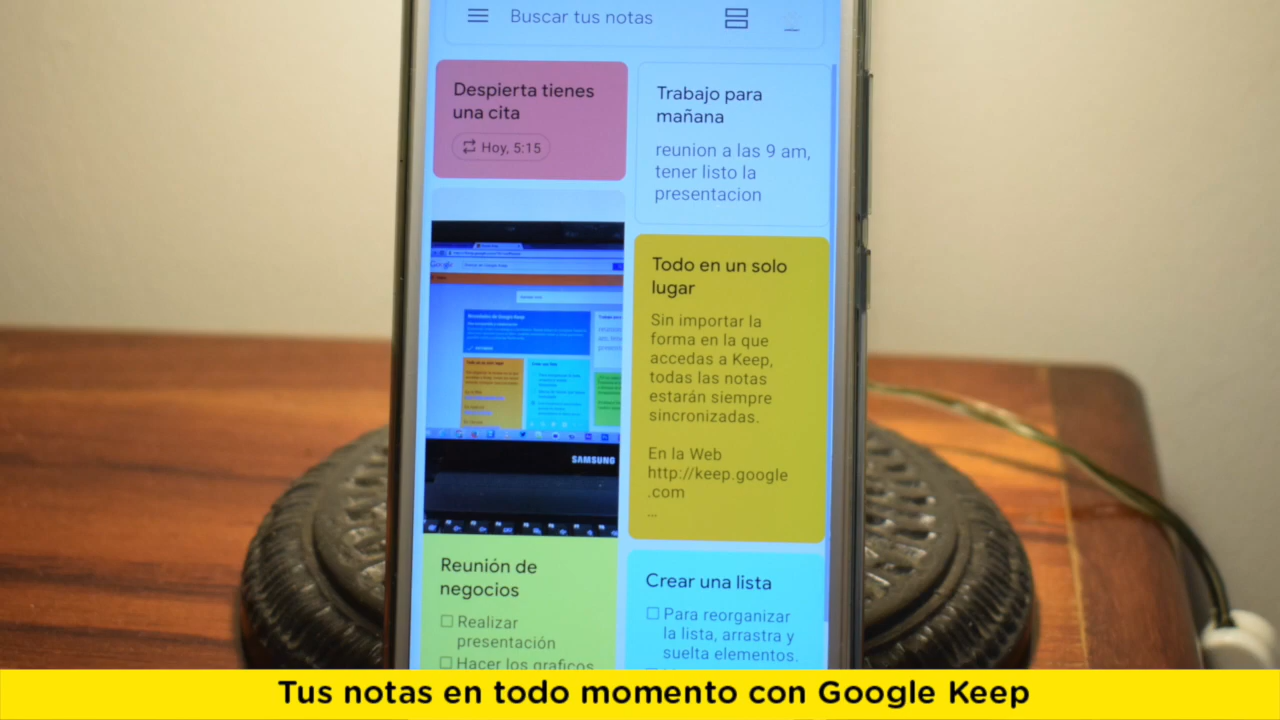 Buscar tus notas
Despierta tienes
una cita
Hoy, 5:15
Trabajo para
mañana
reunion a las 9 am,
tener listo la
presentacion
Todo en un solo
lugar
Sin importar la
forma en la que
accedas a Keep,
todas las notas
estarán siempre
sincronizadas.
En la Web
http://keep.google
.com
...
SAMSUNG
Reunión de
negocios
Realizar
presentación
Hacer los graficos
Crear una lista
Para reorganizar
la lista, arrastra y
suelta elementos.
Tus notas en todo momento con Google Keep